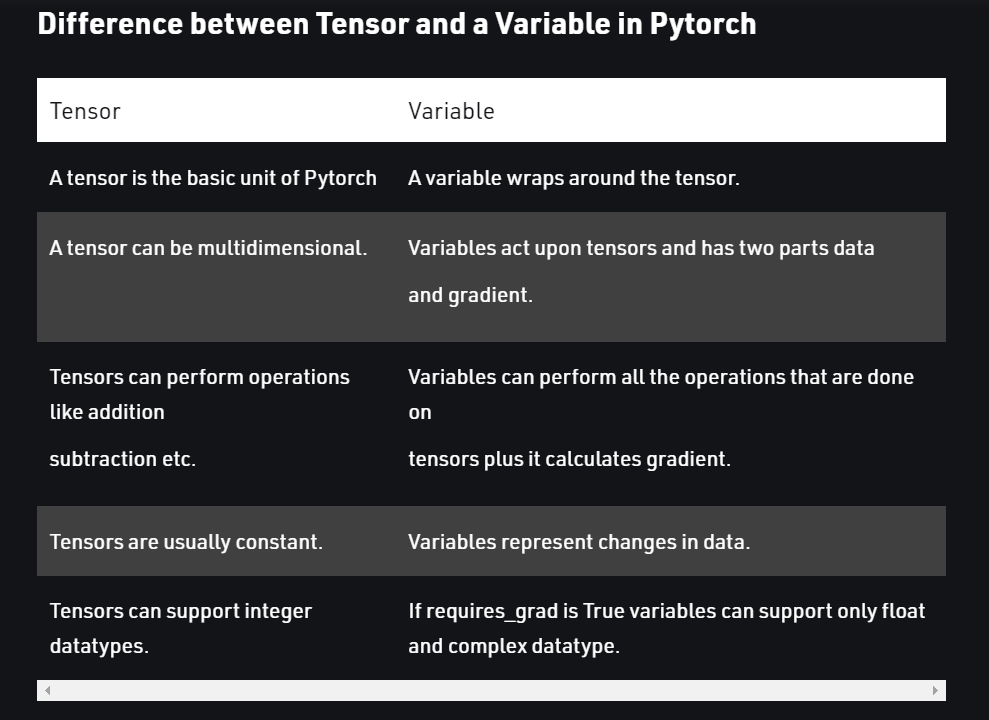 Difference between Tensor and a Variable in Pytorch
Tensor
Variable
A tensor is the basic unit of Pytorch
A variable wraps around the tensor.
A tensor can be multidimensional.
Variables act upon tensors and has two parts data
and gradient.
Tensors can perform operations
like addition
subtraction etc.
Variables can perform all the operations that are done
on
tensors plus it calculates gradient.
Tensors are usually constant.
Variables represent changes in data.
Tensors can support integer
datatypes.
If requires_grad is True variables can support only float
and complex datatype.